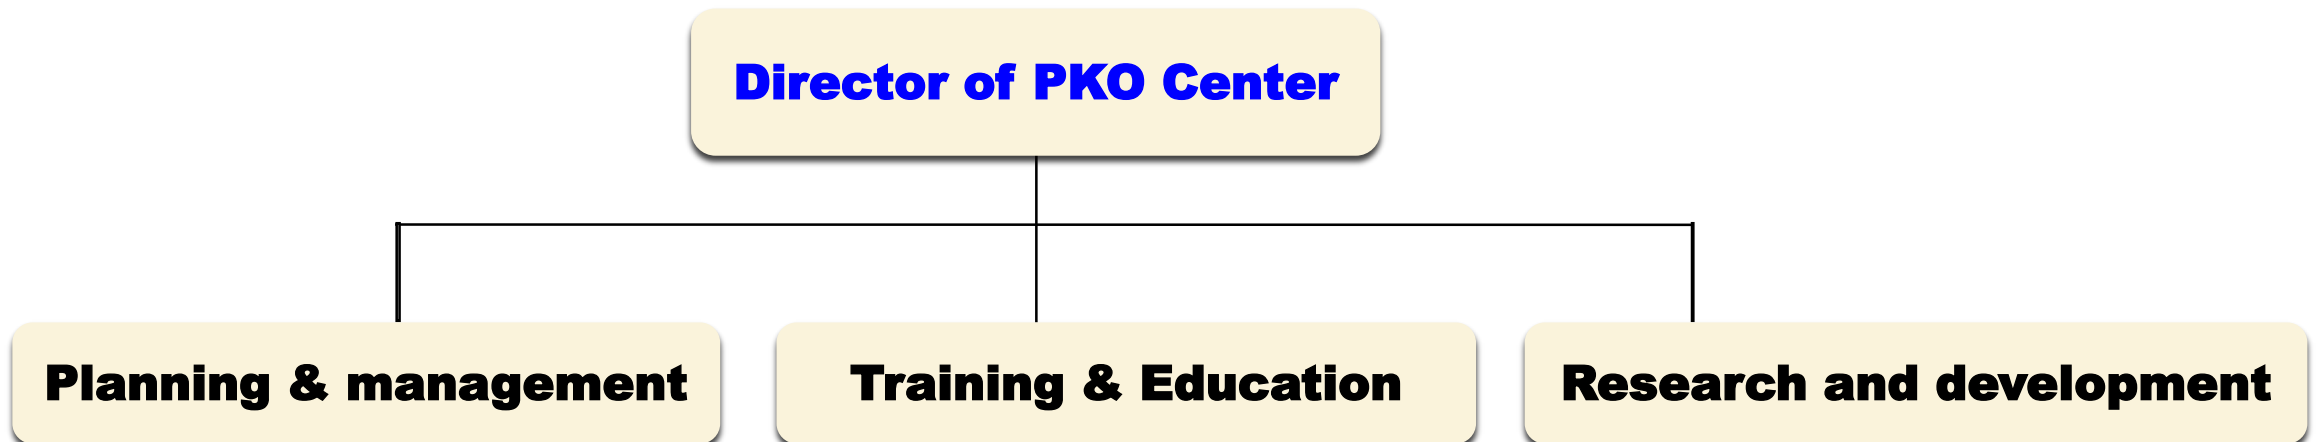 Director of PKO Center
Planning & management
Training & Education
Research and development